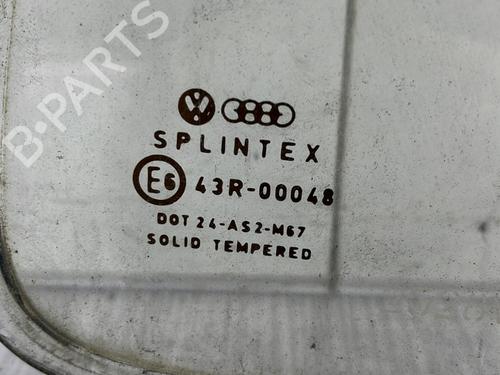 B-PARTS
SPLINTEX
E6 43R-00048
DOT 24-AS2-M67
SOLID TEMPERED